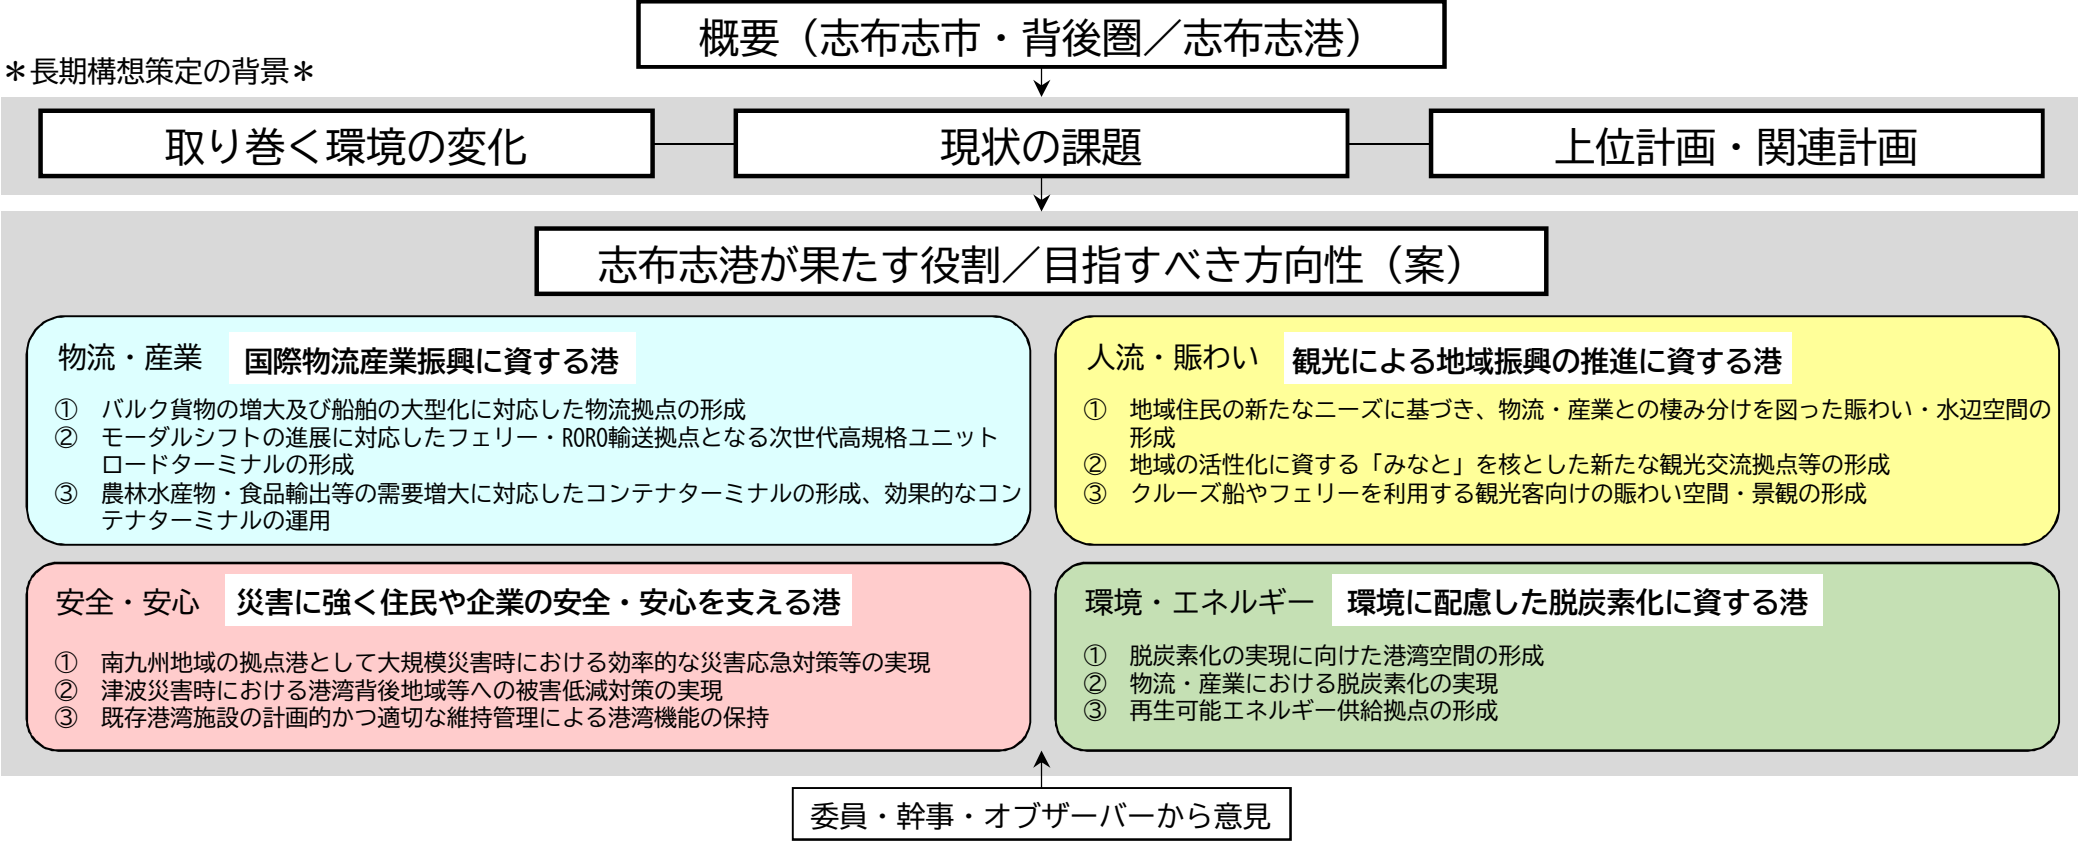 概要（志布志市・背後圏／志布志港）
＊長期構想策定の背景＊
取り巻く環境の変化
現状の課題
上位計画・関連計画
志布志港が果たす役割／目指すべき方向性（案）
物流・産業 国際物流産業振興に資する港
① バルク貨物の増大及び船舶の大型化に対応した物流拠点の形成
② モーダルシフトの進展に対応したフェリー・RORO輸送拠点となる次世代高規格ユニット
ロードターミナルの形成
③ 農林水産物・食品輸出等の需要増大に対応したコンテナターミナルの形成、効果的なコン
テナターミナルの運用
人流・賑わい 観光による地域振興の推進に資する港
① 地域住民の新たなニーズに基づき、物流・産業との棲み分けを図った賑わい・水辺空間の
形成
② 地域の活性化に資する「みなと」を核とした新たな観光交流拠点等の形成
③ クルーズ船やフェリーを利用する観光客向けの賑わい空間・景観の形成
安全・安心 災害に強く住民や企業の安全・安心を支える港
① 南九州地域の拠点港として大規模災害時における効率的な災害応急対策等の実現
② 津波災害時における港湾背後地域等への被害低減対策の実現
③ 既存港湾施設の計画的かつ適切な維持管理による港湾機能の保持
環境・エネルギー 環境に配慮した脱炭素化に資する港
① 脱炭素化の実現に向けた港湾空間の形成
② 物流・産業における脱炭素化の実現
③ 再生可能エネルギー供給拠点の形成
委員・幹事・オブザーバーから意見